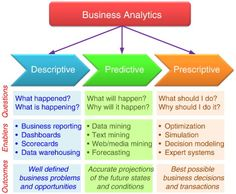 Business Analytics
Descriptive
Predictive
Prescriptive
Questions
What happened?
What is happening?
What will happen?
Why will it happen?
What should I do?
Why should I do it?
Enablers
• Business reporting
• Dashboards
• Scorecards
• Data warehousing
• Data mining
• Text mining
• Web/media mining
• Forecasting
• Optimization
• Simulation
• Decision modeling
• Expert systems
Outcomes
Well defined
business problems
and opportunities
Accurate projections
of the future states
and conditions
Best possible
business decisions
and transactions